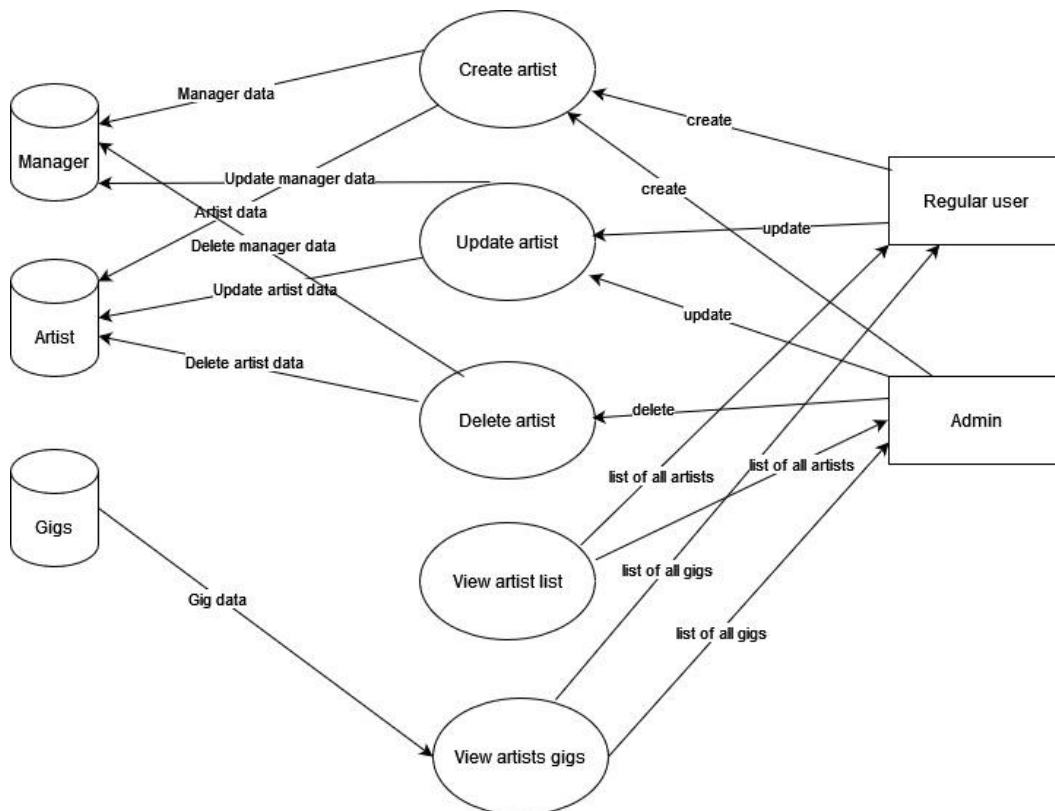 Create artist
Manager data
create
Manager
Update manager data
create
Regular user
Artist data
update
Delete manager data
Update artist
Update artist data
update
Artist
Delete artist data
delete
Delete artist
Admin
list of all artists
list of all artists
Gigs
list of all gigs
View artist list
Gig data
list of all gigs
View artists gigs